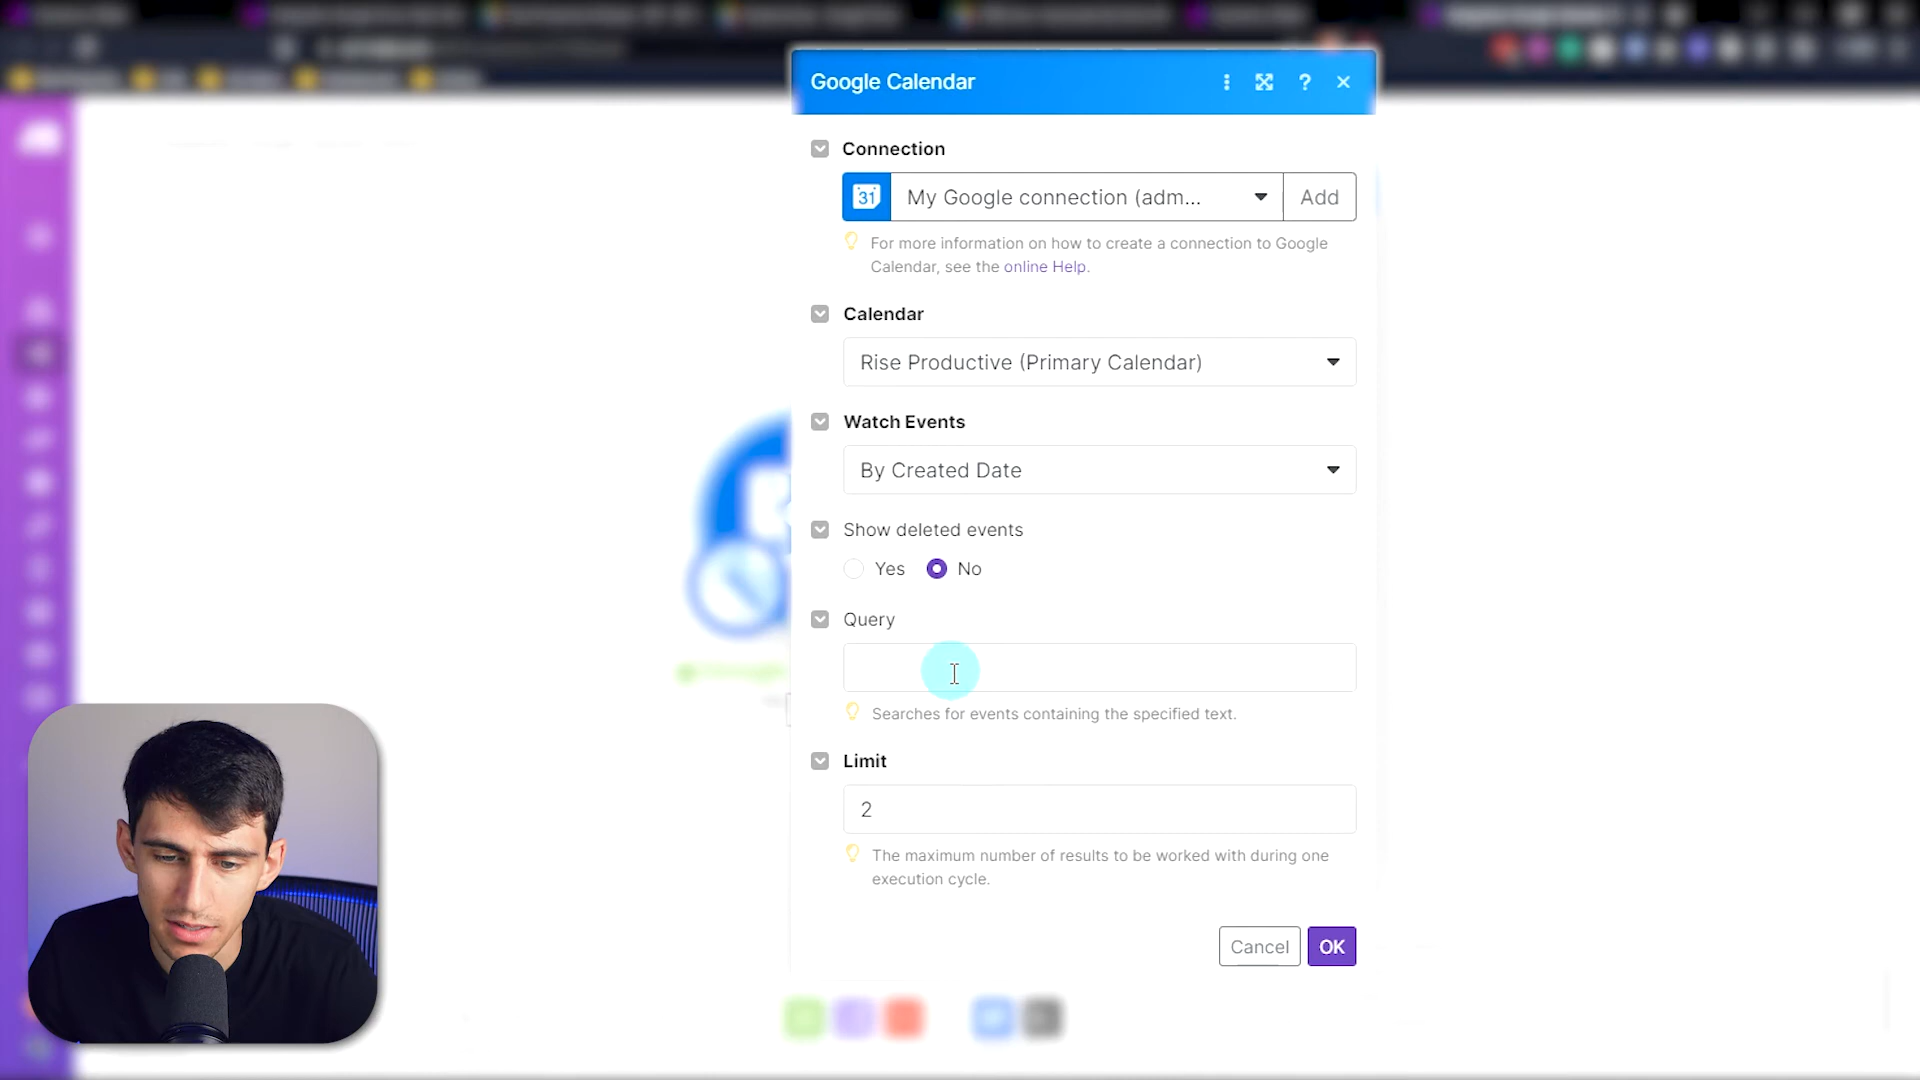 Google Calendar
?
Connection
31
My Google connection (adm...
Add
For more information on how to create a connection to Google
Calendar, see the online Help.
Calendar
Rise Productive (Primary Calendar)
Watch Events
By Created Date
Show deleted events
Yes
No
Query
Searches for events containing the specified text.
Limit
2
The maximum number of results to be worked with during one
execution cycle.
Cancel
OK